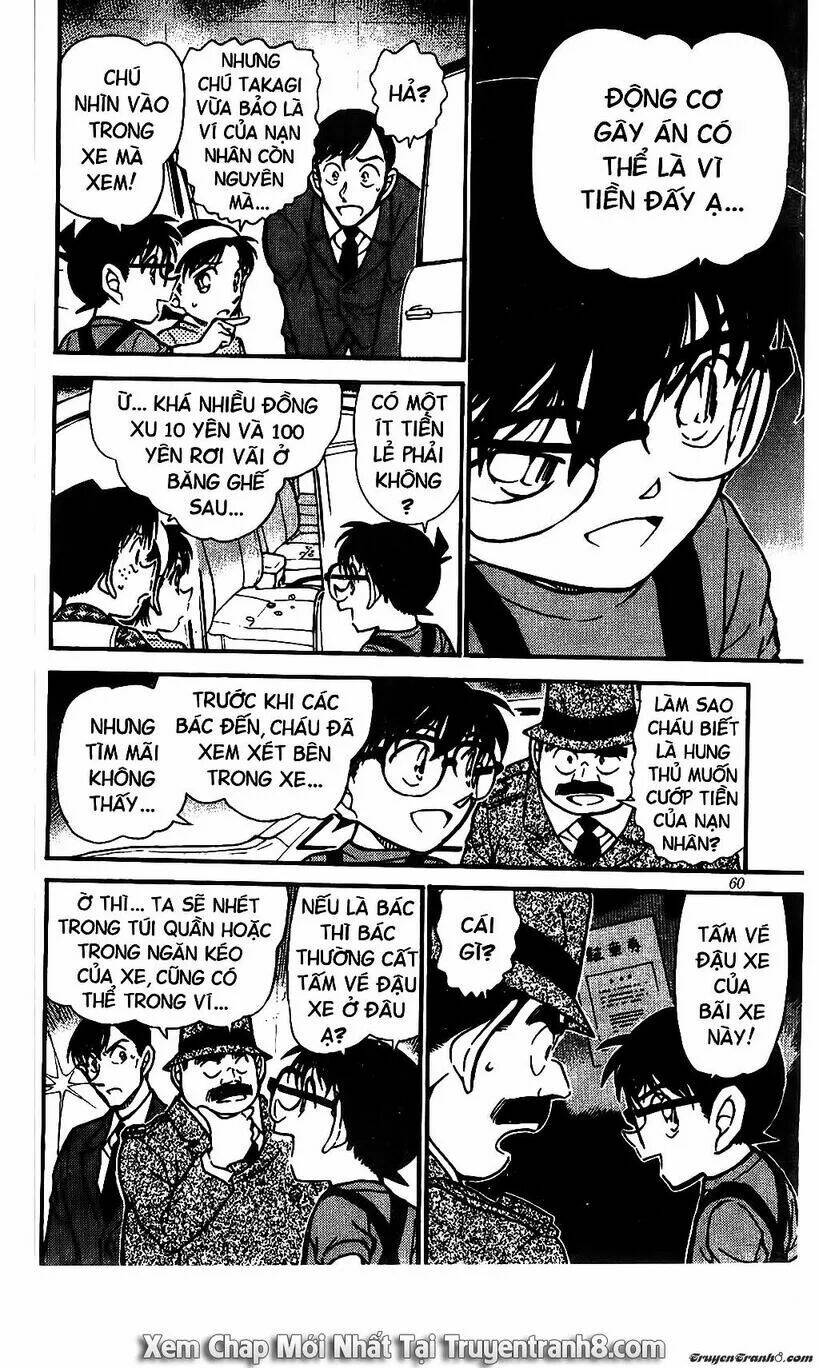 ĐỘNG CƠ
GÂY ÁN CÓ
THỂ LÀ VÌ
TIỀN ĐẤY Ạ...
HẢ?
NHƯNG
CHÚ TAKAGI
VỪA BẢO LÀ
VÍ CỦA NẠN
NHÂN CÒN
NGUYÊN
MÀ...
CHÚ
NHÌN VÀO
TRONG
XE MÀ
XEM!
CÓ MỘT
ÍT TIỀN
LẺ PHẢI
KHÔNG
?
Ừ... KHÁ NHIỀU ĐỒNG
XU 10 YÊN VÀ 100
YÊN RƠI VÃI Ở
BĂNG GHẾ
SAU...
LÀM SAO
CHÁU BIẾT
LÀ HUNG
THỦ MUỐN
CƯỚP TIỀN
CỦA NẠN
NHÂN?
TRƯỚC KHI CÁC
BÁC ĐẾN, CHÁU ĐÃ
XEM XÉT BÊN
TRONG XE...
NHƯNG
TÌM MÃI
KHÔNG
THẤY...
60
TẤM VÉ
ĐẬU XE
CỦA
BÃI XE
NÀY!
CÁI
GÌ?
NẾU LÀ BÁC
THÌ BÁC
THƯỜNG CẤT
TẤM VÉ ĐẬU
XE Ở ĐÂU
Ạ?
Ờ THÌ... TA SẼ NHÉT
TRONG TÚI QUẦN HOẶC
TRONG NGĂN KÉO
CỦA XE, CŨNG CÓ
THỂ TRONG VÍ...
Xem Chap Mới Nhất Tại Truyentranh8.com
TruyenTranh8.com